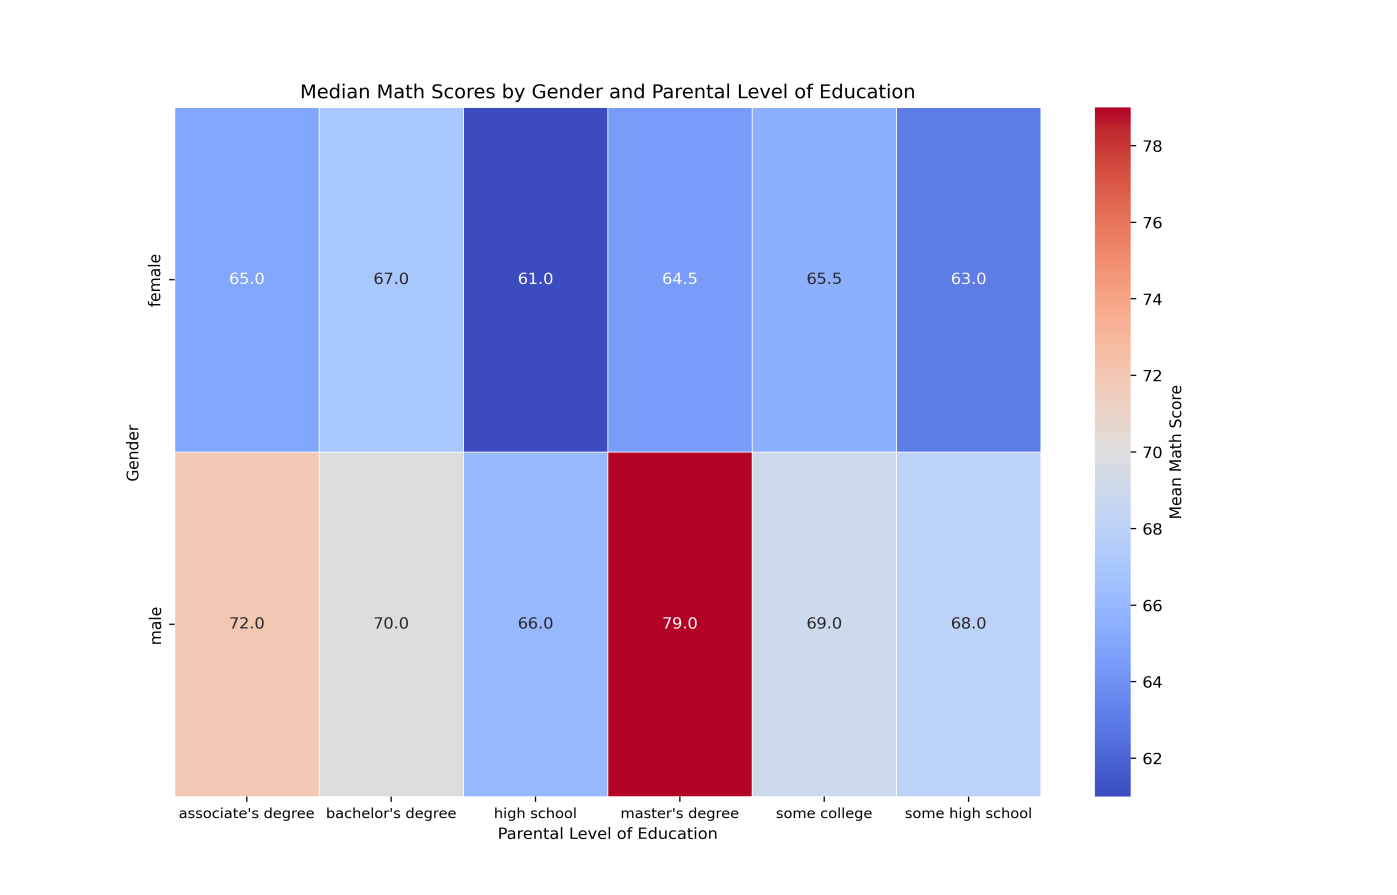 Median Math Scores by Gender and Parental Level of Education
Gender
female
65.0 67.0 61.0 64.5 65.5 63.0
male
72.0 70.0 66.0 79.0 69.0 68.0
associate's degree bachelor's degree high school master's degree some college some high school
Parental Level of Education
78
76
74
72
70
68
66
64
62
Mean Math Score